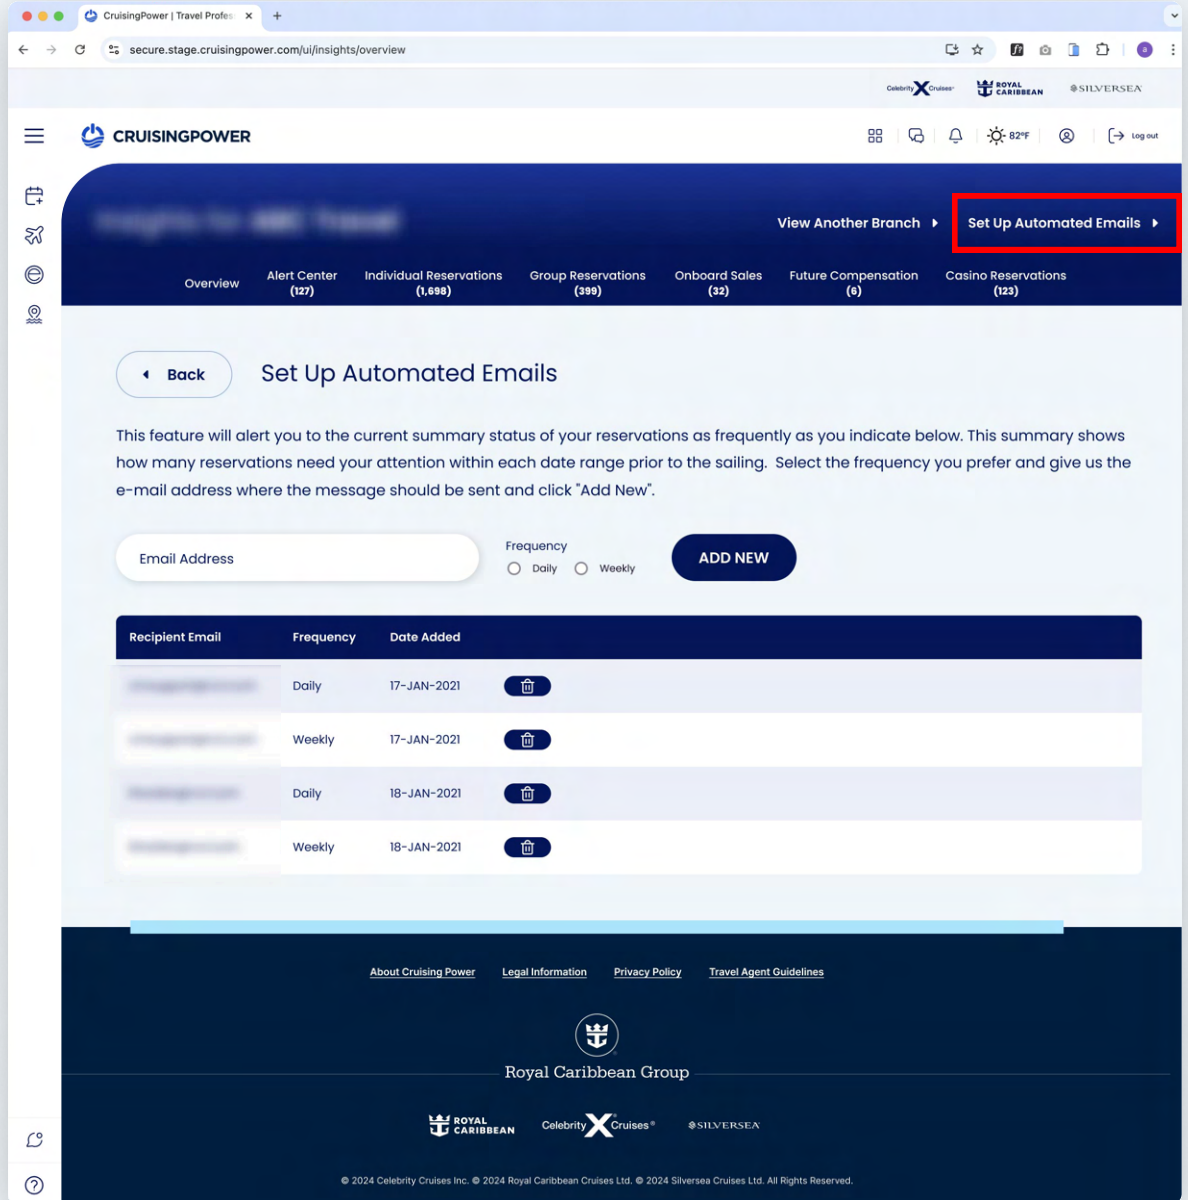 CruisingPower | Travel Profes
secure.stage.cruisingpower.com/ui/insights/overview
Celebrity X Cruises®
ROYAL CARIBBEAN
SILVERSEA
CRUISINGPOWER
82°F
Log out
Insights for ABC Travel
View Another Branch
Set Up Automated Emails
Overview
Alert Center (127)
Individual Reservations (1,698)
Group Reservations (399)
Onboard Sales (32)
Future Compensation (6)
Casino Reservations (123)
Back
Set Up Automated Emails
This feature will alert you to the current summary status of your reservations as frequently as you indicate below. This summary shows
how many reservations need your attention within each date range prior to the sailing. Select the frequency you prefer and give us the
e-mail address where the message should be sent and click "Add New".
Email Address
Frequency
Daily
Weekly
ADD NEW
Recipient Email Frequency Date Added
Daily 17-JAN-2021
Weekly 17-JAN-2021
Daily 18-JAN-2021
Weekly 18-JAN-2021
About Cruising Power Legal Information Privacy Policy Travel Agent Guidelines
Royal Caribbean Group
ROYAL CARIBBEAN
Celebrity X Cruises®
SILVERSEA
© 2024 Celebrity Cruises Inc. © 2024 Royal Caribbean Cruises Ltd. © 2024 Silversea Cruises Ltd. All Rights Reserved.